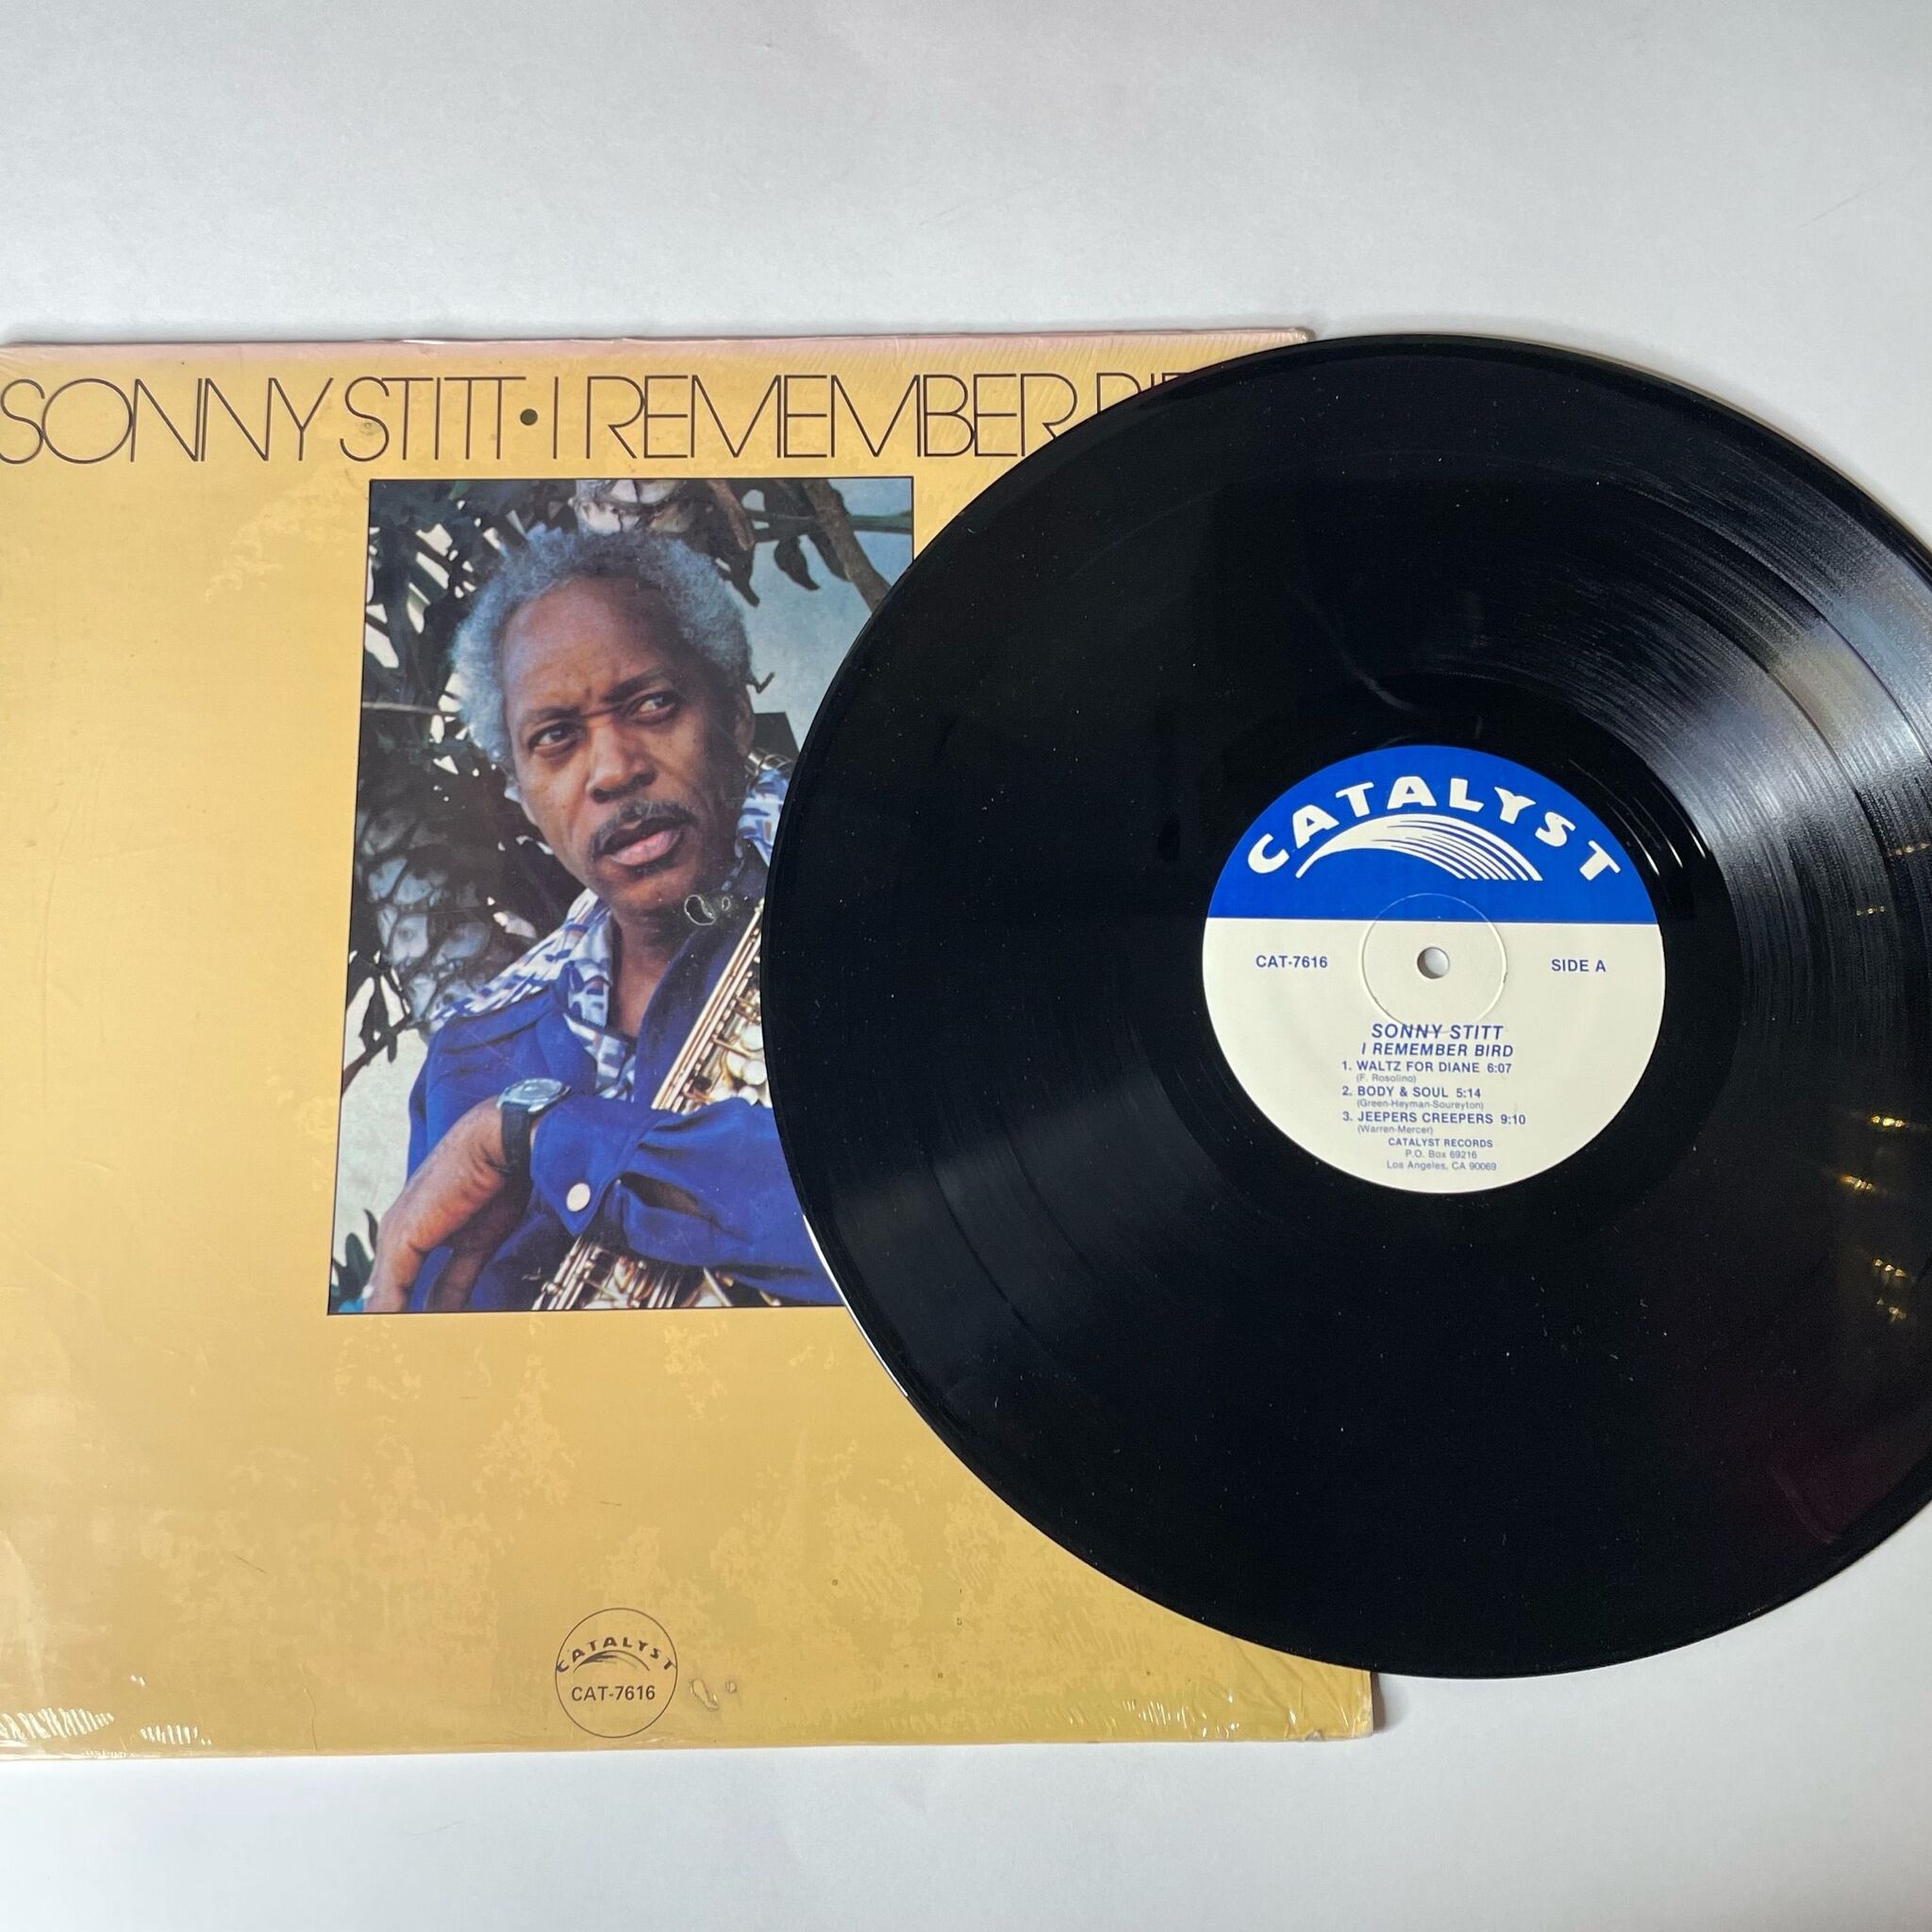 SONNY STITT • I REMEMBER
CATALYST
CAT-7616
CATALYST
CAT-7616 SIDE A
SONNY STITT
I REMEMBER BIRD
1. WALTZ FOR DIANE 6:07
(F. Rosolino)
2. BODY & SOUL 5:14
(Green-Heyman-Soureyton)
3. JEEPERS CREEPERS 9:10
(Warren-Mercer)
CATALYST RECORDS
P.O. Box 69216
Los Angeles, CA 90069